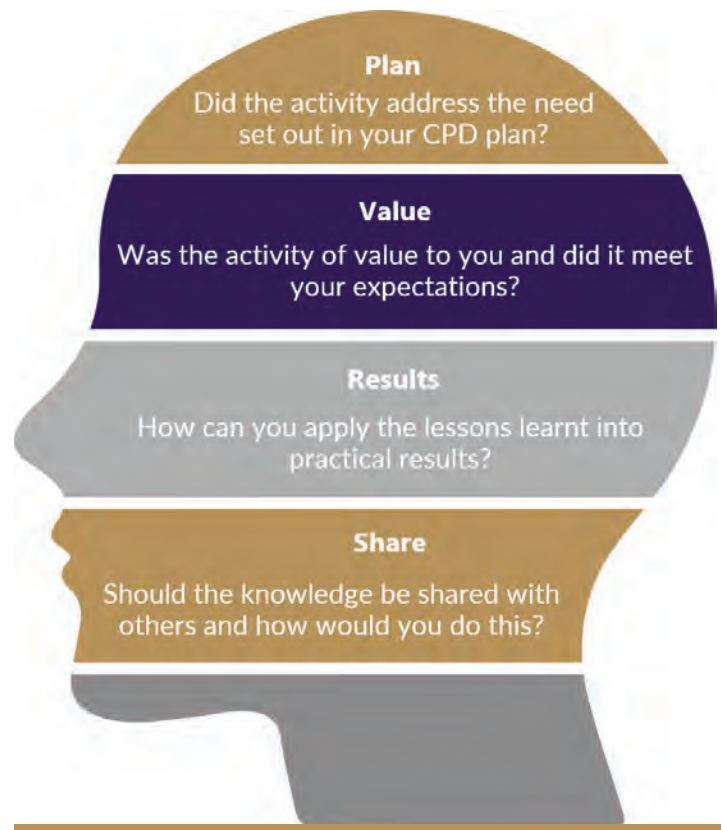 Plan
Did the activity address the need
set out in your CPD plan?
Value
Was the activity of value to you and did it meet
your expectations?
Results
How can you apply the lessons learnt into
practical results?
Share
Should the knowledge be shared with
others and how would you do this?